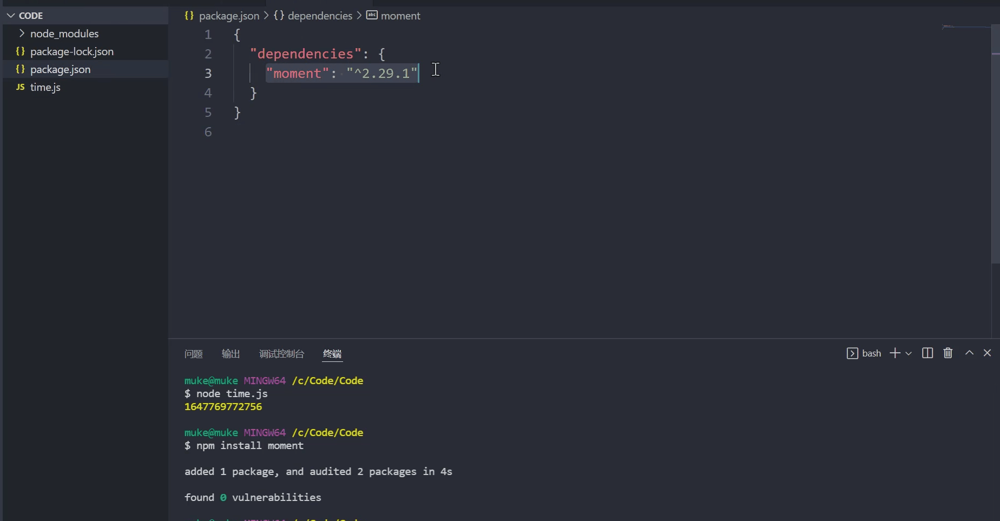 CODE
node_modules
package-lock.json
package.json
JS time.js
{} package.json > {} dependencies > abc moment
1 {
2 "dependencies": {
3 "moment": "^2.29.1"
4 }
5 }
6
问题 输出 调试控制台 终端
bash
muke@muke MINGW64 /c/Code/Code
$ node time.js
1647769772756
muke@muke MINGW64 /c/Code/Code
$ npm install moment
added 1 package, and audited 2 packages in 4s
found 0 vulnerabilities